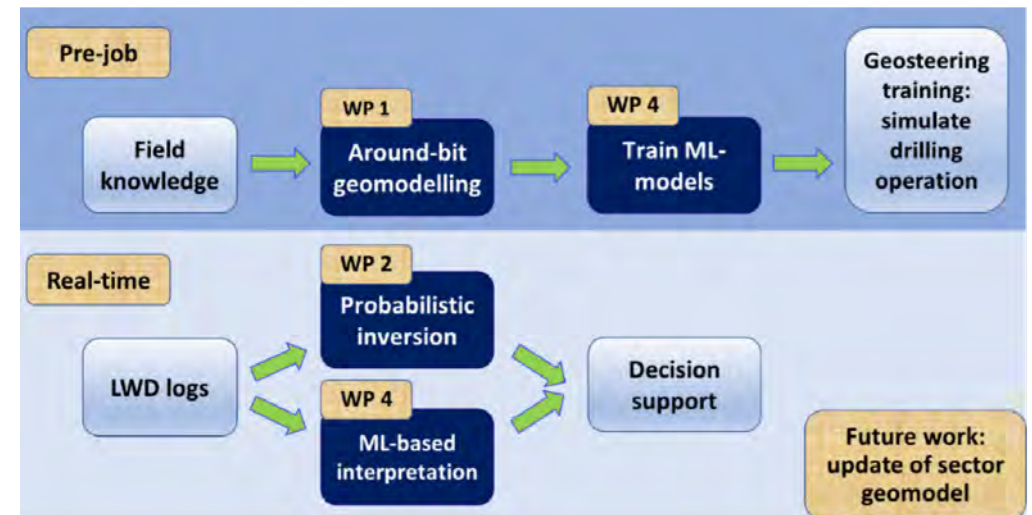 Pre-job
Field
knowledge
WP 1
Around-bit
geomodelling
WP 4
Train ML-
models
Geosteering
training:
simulate
drilling
operation
Real-time
LWD logs
WP 2
Probabilistic
inversion
WP 4
ML-based
interpretation
Decision
support
Future work:
update of sector
geomodel